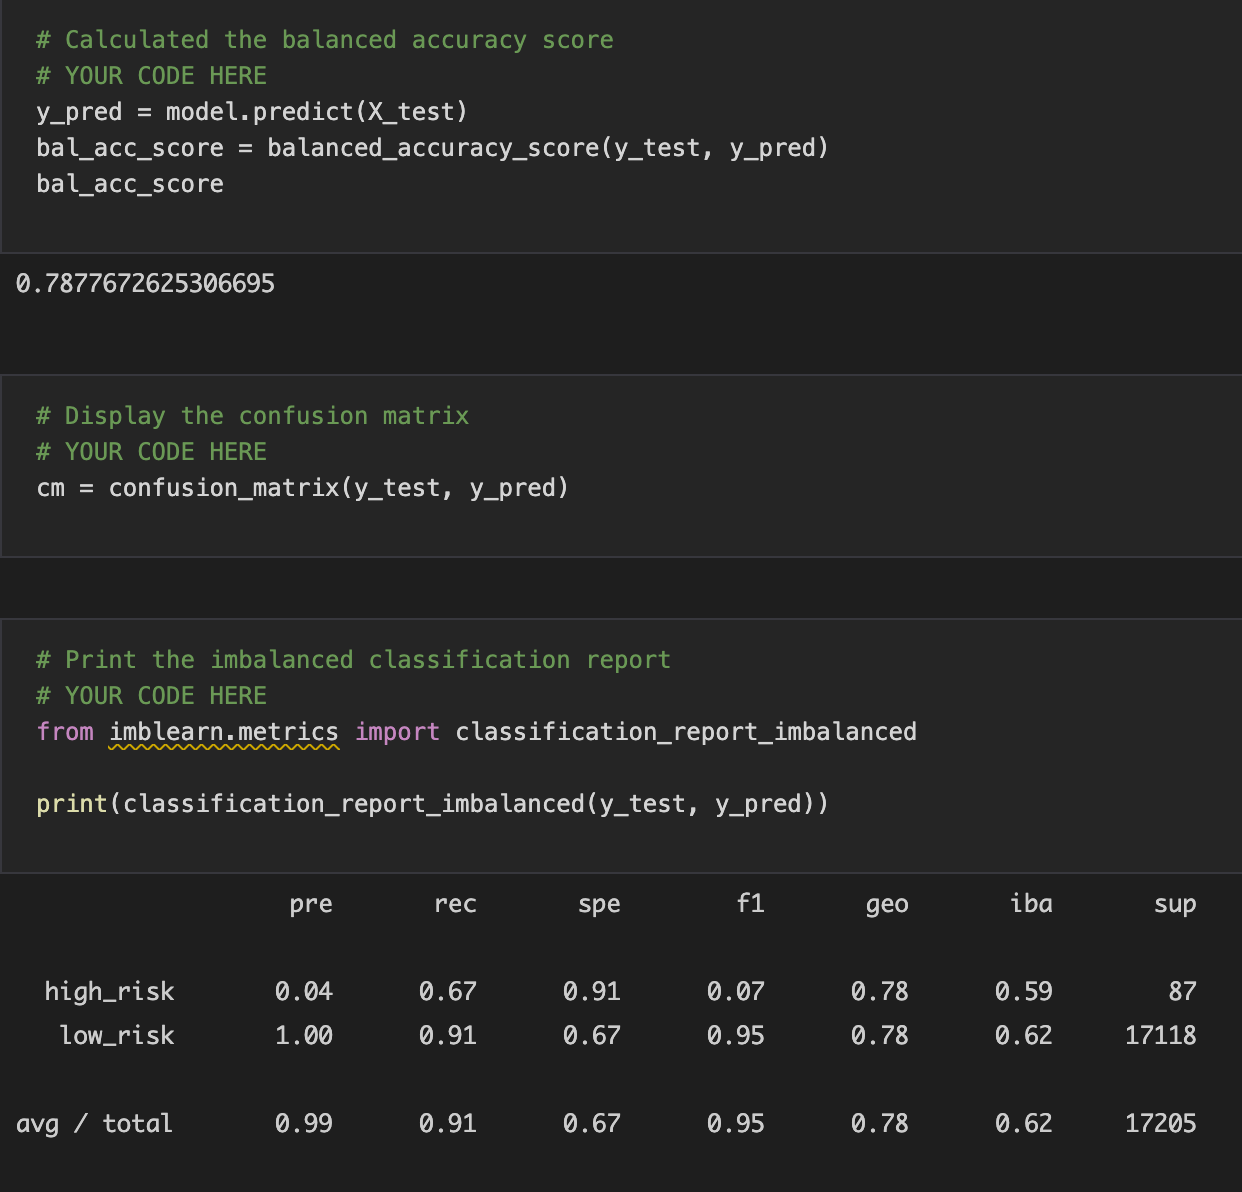 # Calculated the balanced accuracy score
# YOUR CODE HERE
y_pred = model.predict(X_test)
bal_acc_score = balanced_accuracy_score(y_test, y_pred)
bal_acc_score
0.7877672625306695
# Display the confusion matrix
# YOUR CODE HERE
cm = confusion_matrix(y_test, y_pred)
# Print the imbalanced classification report
# YOUR CODE HERE
from imblearn.metrics import classification_report_imbalanced
print(classification_report_imbalanced(y_test, y_pred))
pre rec spe f1 geo iba sup
high_risk 0.04 0.67 0.91 0.07 0.78 0.59 87
low_risk 1.00 0.91 0.67 0.95 0.78 0.62 17118
avg / total 0.99 0.91 0.67 0.95 0.78 0.62 17205